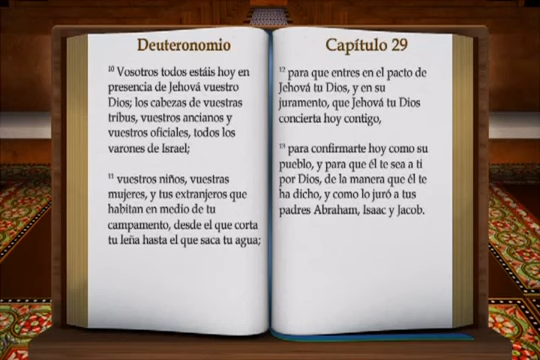 Deuteronomio
¹⁰ Vosotros todos estáis hoy en
presencia de Jehová vuestro
Dios; los cabezas de vuestras
tribus, vuestros ancianos y
vuestros oficiales, todos los
varones de Israel;
¹¹ vuestros niños, vuestras
mujeres, y tus extranjeros que
habitan en medio de tu
campamento, desde el que corta
tu leña hasta el que saca tu agua;
Capítulo 29
¹² para que entres en el pacto de
Jehová tu Dios, y en su
juramento, que Jehová tu Dios
concierta hoy contigo,
¹³ para confirmarte hoy como su
pueblo, y para que él te sea a ti
por Dios, de la manera que él te
ha dicho, y como lo juró a tus
padres Abraham, Isaac y Jacob.